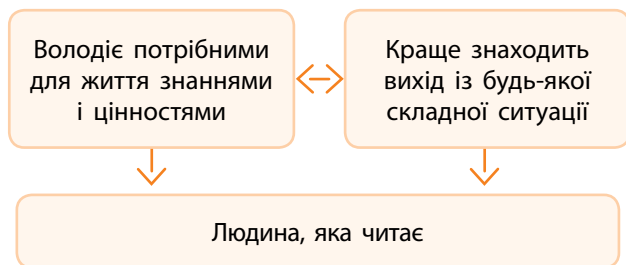 Володіє потрібними
для життя знаннями
і цінностями
Краще знаходить
вихід із будь-якої
складної ситуації
Людина, яка читає